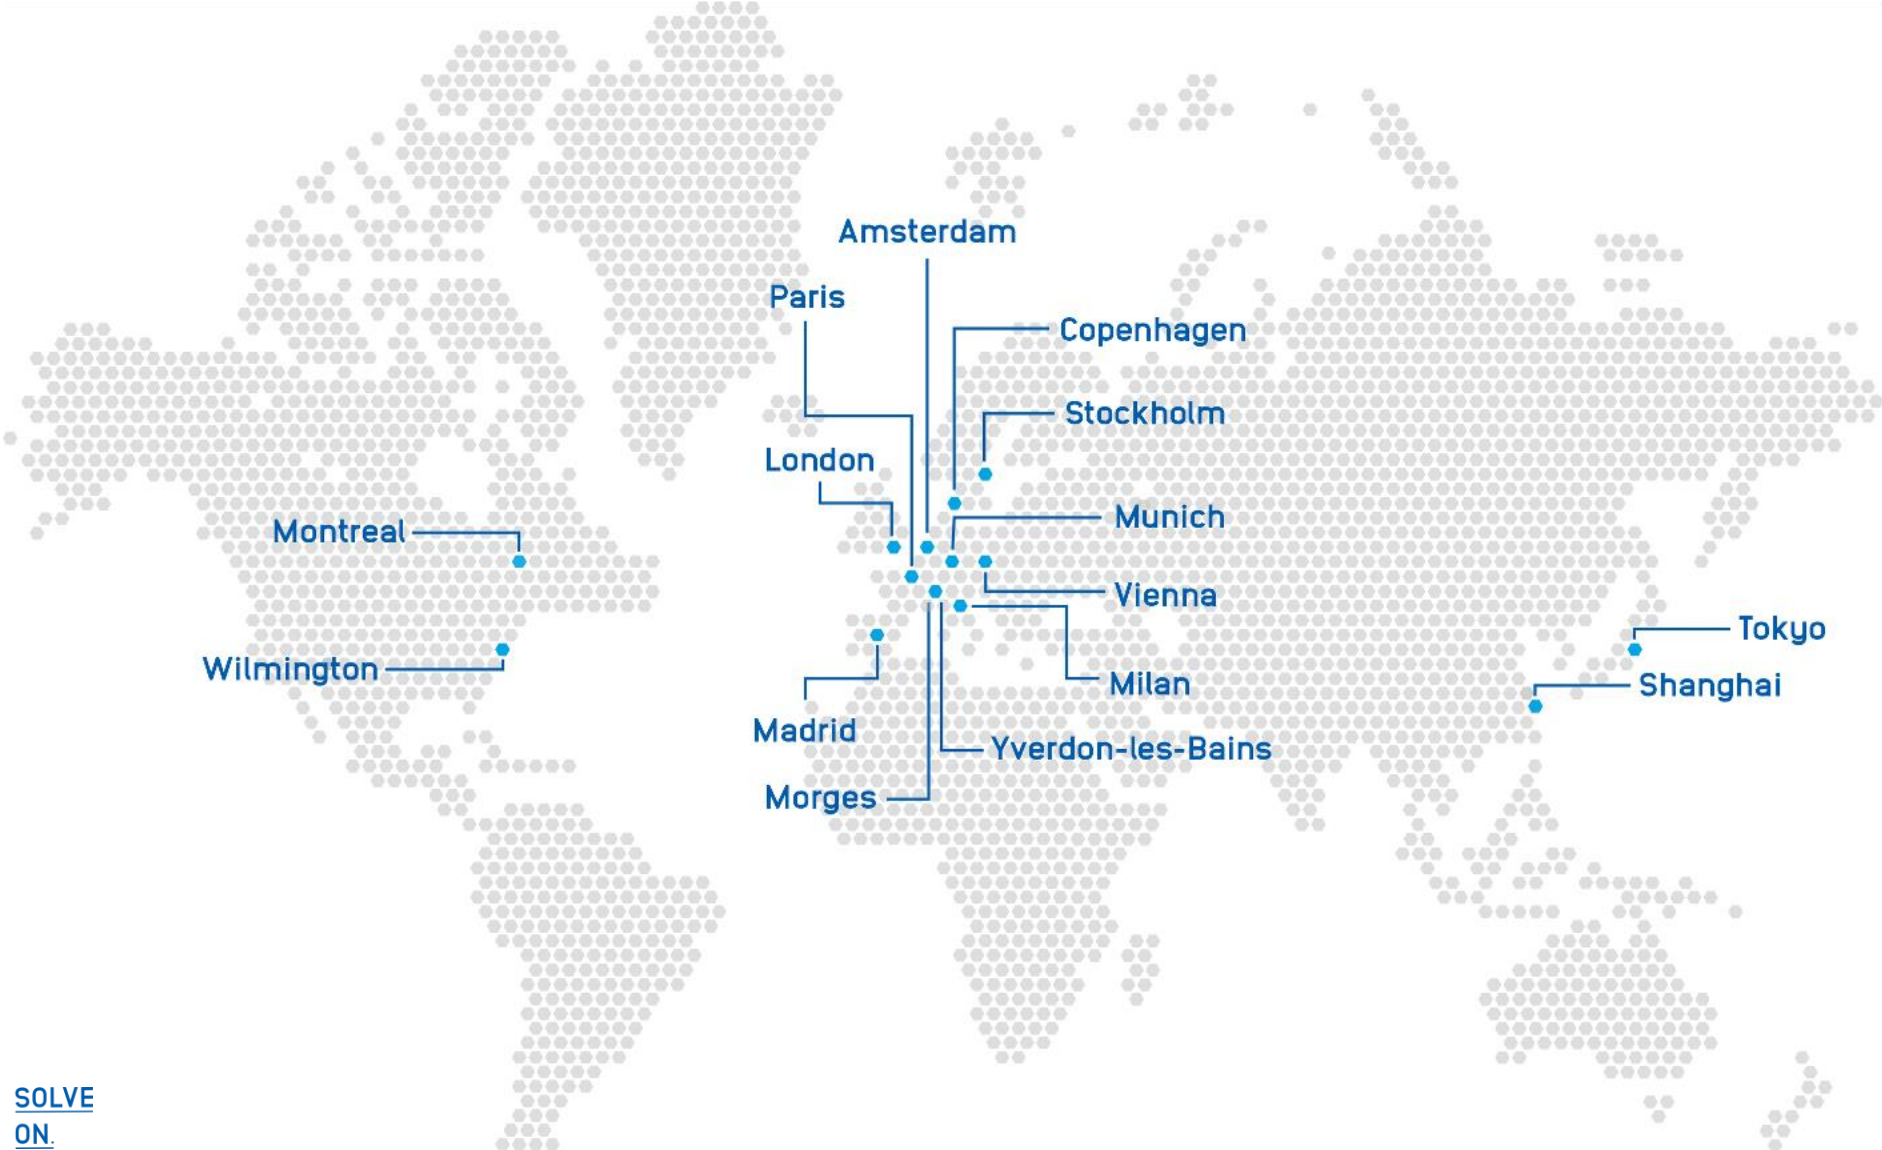 Amsterdam
Paris
Copenhagen
Stockholm
London
Munich
Montreal
Vienna
Tokyo
Wilmington
Milan
Shanghai
Madrid
Yverdon-les-Bains
Morges
SOLVE
ON.